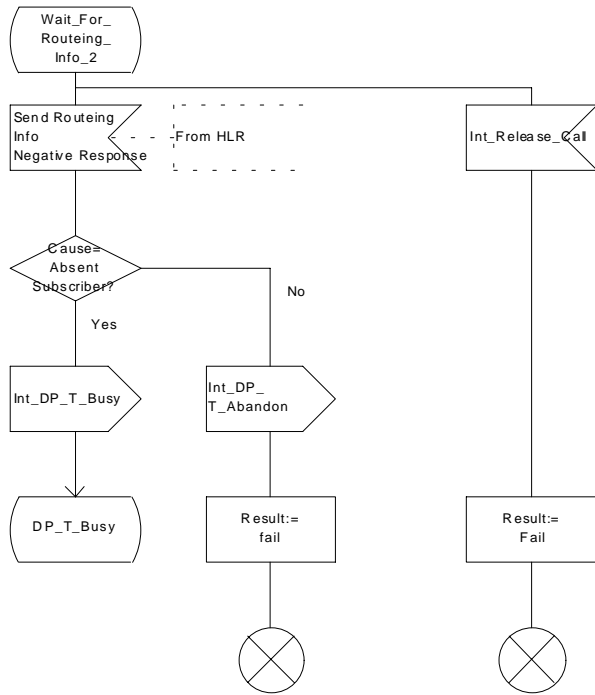 Wait_For_
Routeing_
Info_2
Send Routeing
Info
Negative Response
From HLR
Int_Release_Call
Cause=
Absent
Subscriber?
No
Yes
Int_DP_T_Busy
Int_DP_
T_Abandon
DP_T_Busy
Result:=
fail
Result:=
Fail